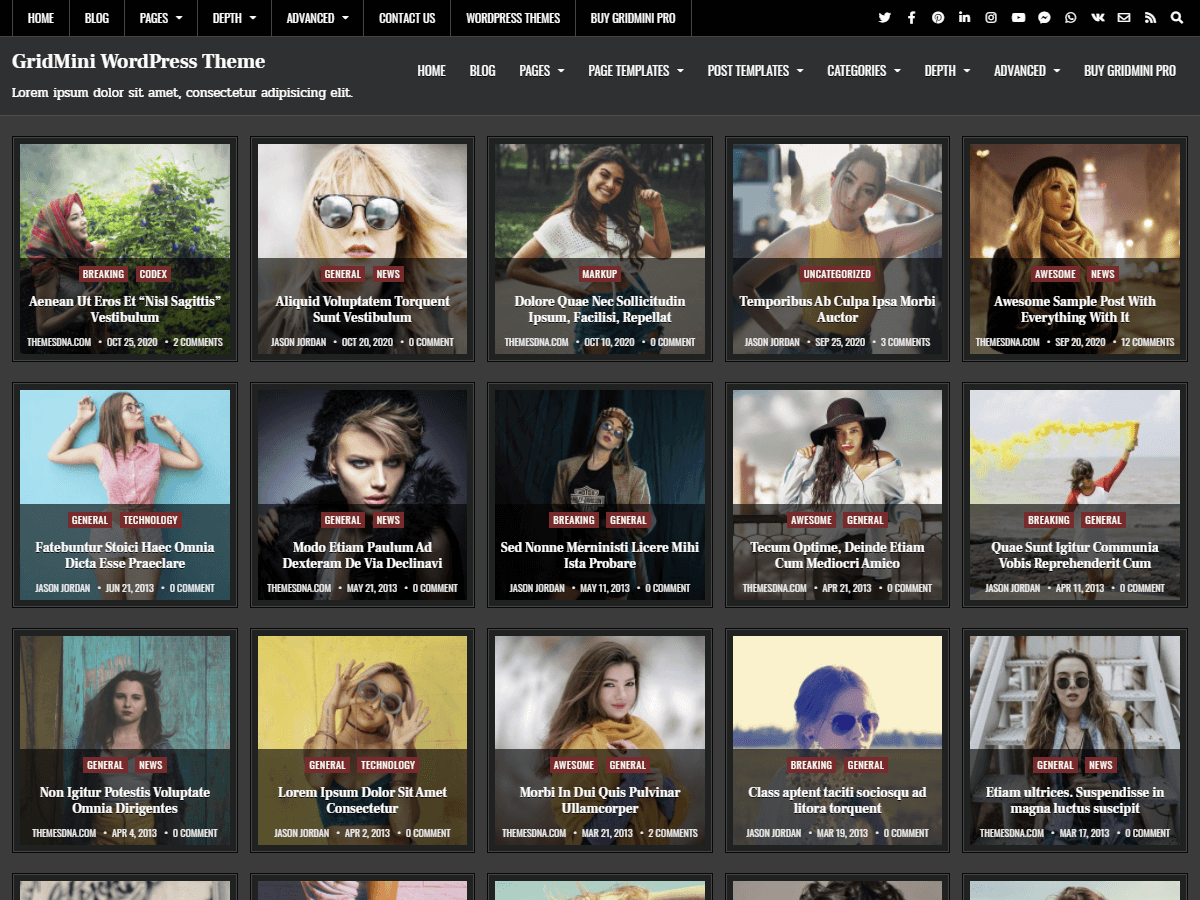 HOME BLOG PAGES DEPTH ADVANCED CONTACT US WORDPRESS THEMES BUY GRIDMINI PRO
GridMini WordPress Theme
Lorem ipsum dolor sit amet, consectetur adipisicing elit.
HOME BLOG PAGES PAGE TEMPLATES POST TEMPLATES CATEGORIES DEPTH ADVANCED BUY GRIDMINI PRO
BREAKING CODEX
Aenean Ut Eros Et “Nisl Sagittis”
Vestibulum
THEMESDNA.COM • OCT 25, 2020 • 2 COMMENTS
GENERAL NEWS
Aliquid Voluptatem Torquent
Sunt Vestibulum
JASON JORDAN • OCT 20, 2020 • 0 COMMENT
MARKUP
Dolore Quae Nec Sollicitudin
Ipsum, Facilisi, Repellat
THEMESDNA.COM • OCT 10, 2020 • 0 COMMENT
UNCATEGORIZED
Temporibus Ab Culpa Ipsa Morbi
Auctor
JASON JORDAN • SEP 25, 2020 • 3 COMMENTS
AWESOME NEWS
Awesome Sample Post With
Everything With It
THEMESDNA.COM • SEP 20, 2020 • 12 COMMENTS
GENERAL TECHNOLOGY
Fatebuntur Stoici Haec Omnia
Dicta Esse Praeclare
JASON JORDAN • JUN 21, 2013 • 0 COMMENT
GENERAL NEWS
Modo Etiam Paulum Ad
Dexteram De Via Declinavi
THEMESDNA.COM • MAY 21, 2013 • 0 COMMENT
BREAKING GENERAL
Sed Nonne Merninisti Licere Mihi
Ista Probare
JASON JORDAN • MAY 11, 2013 • 0 COMMENT
AWESOME GENERAL
Tecum Optime, Deinde Etiam
Cum Mediocri Amico
THEMESDNA.COM • APR 21, 2013 • 0 COMMENT
BREAKING GENERAL
Quae Sunt Igitur Communia
Vobis Reprehenderit Cum
JASON JORDAN • APR 11, 2013 • 0 COMMENT
GENERAL NEWS
Non Igitur Potestis Voluptate
Omnia Dirigentes
THEMESDNA.COM • APR 4, 2013 • 0 COMMENT
GENERAL TECHNOLOGY
Lorem Ipsum Dolor Sit Amet
Consectetur
JASON JORDAN • APR 2, 2013 • 0 COMMENT
AWESOME GENERAL
Morbi In Dui Quis Pulvinar
Ullamcorper
THEMESDNA.COM • MAR 21, 2013 • 2 COMMENTS
BREAKING GENERAL
Class aptent taciti sociosqu ad
litora torquent
JASON JORDAN • MAR 19, 2013 • 0 COMMENT
GENERAL NEWS
Etiam ultrices. Suspendisse in
magna luctus suscipit
THEMESDNA.COM • MAR 17, 2013 • 0 COMMENT